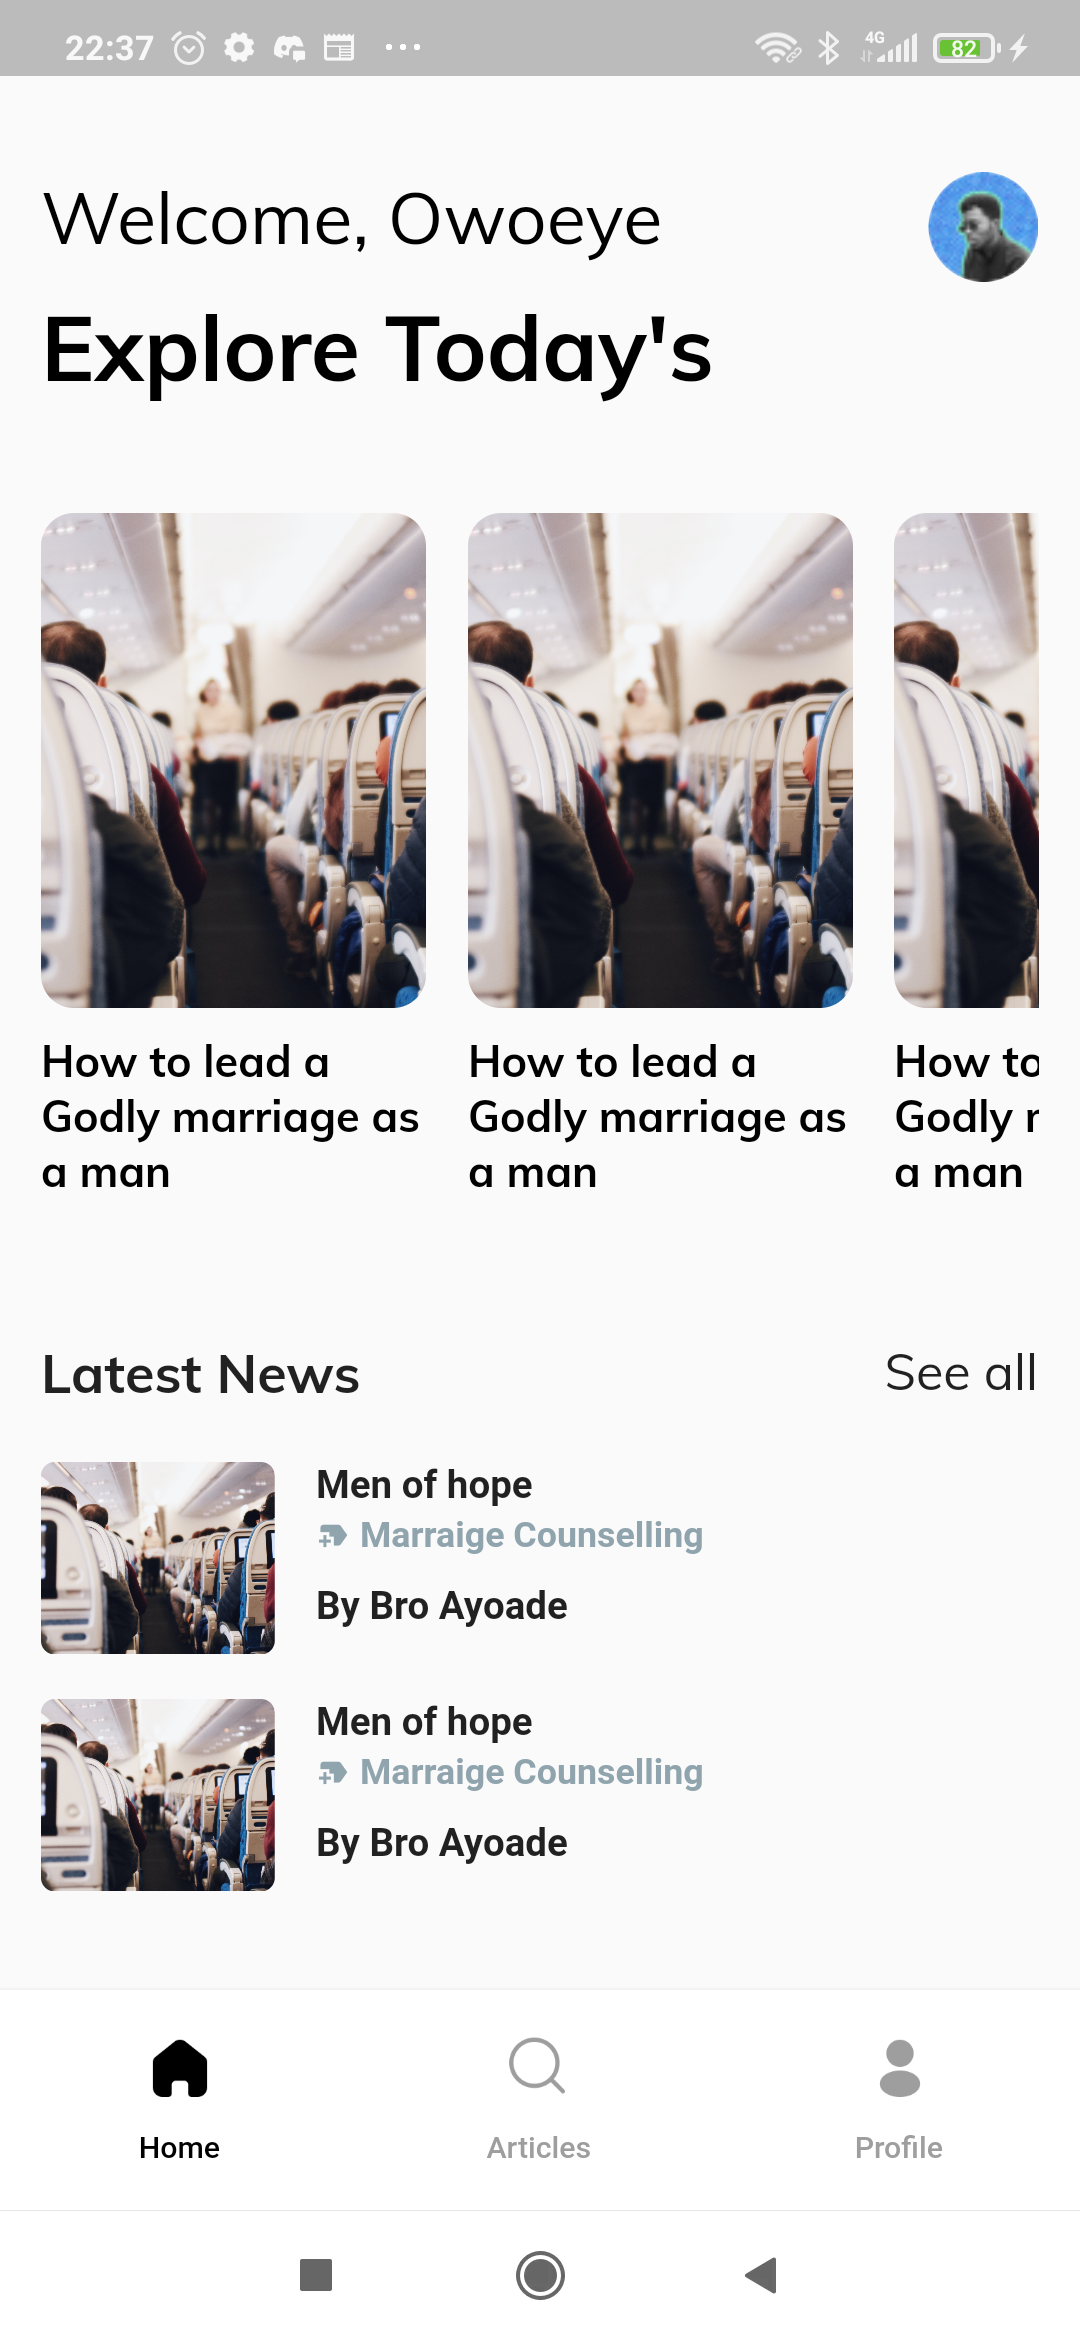 22:37
4G
82
Welcome, Owoeye
Explore Today's
How to lead a
Godly marriage as
a man
How to lead a
Godly marriage as
a man
How to
Godly
a man
Latest News
See all
Men of hope
Marraige Counselling
By Bro Ayoade
Men of hope
Marraige Counselling
By Bro Ayoade
Home
Articles
Profile